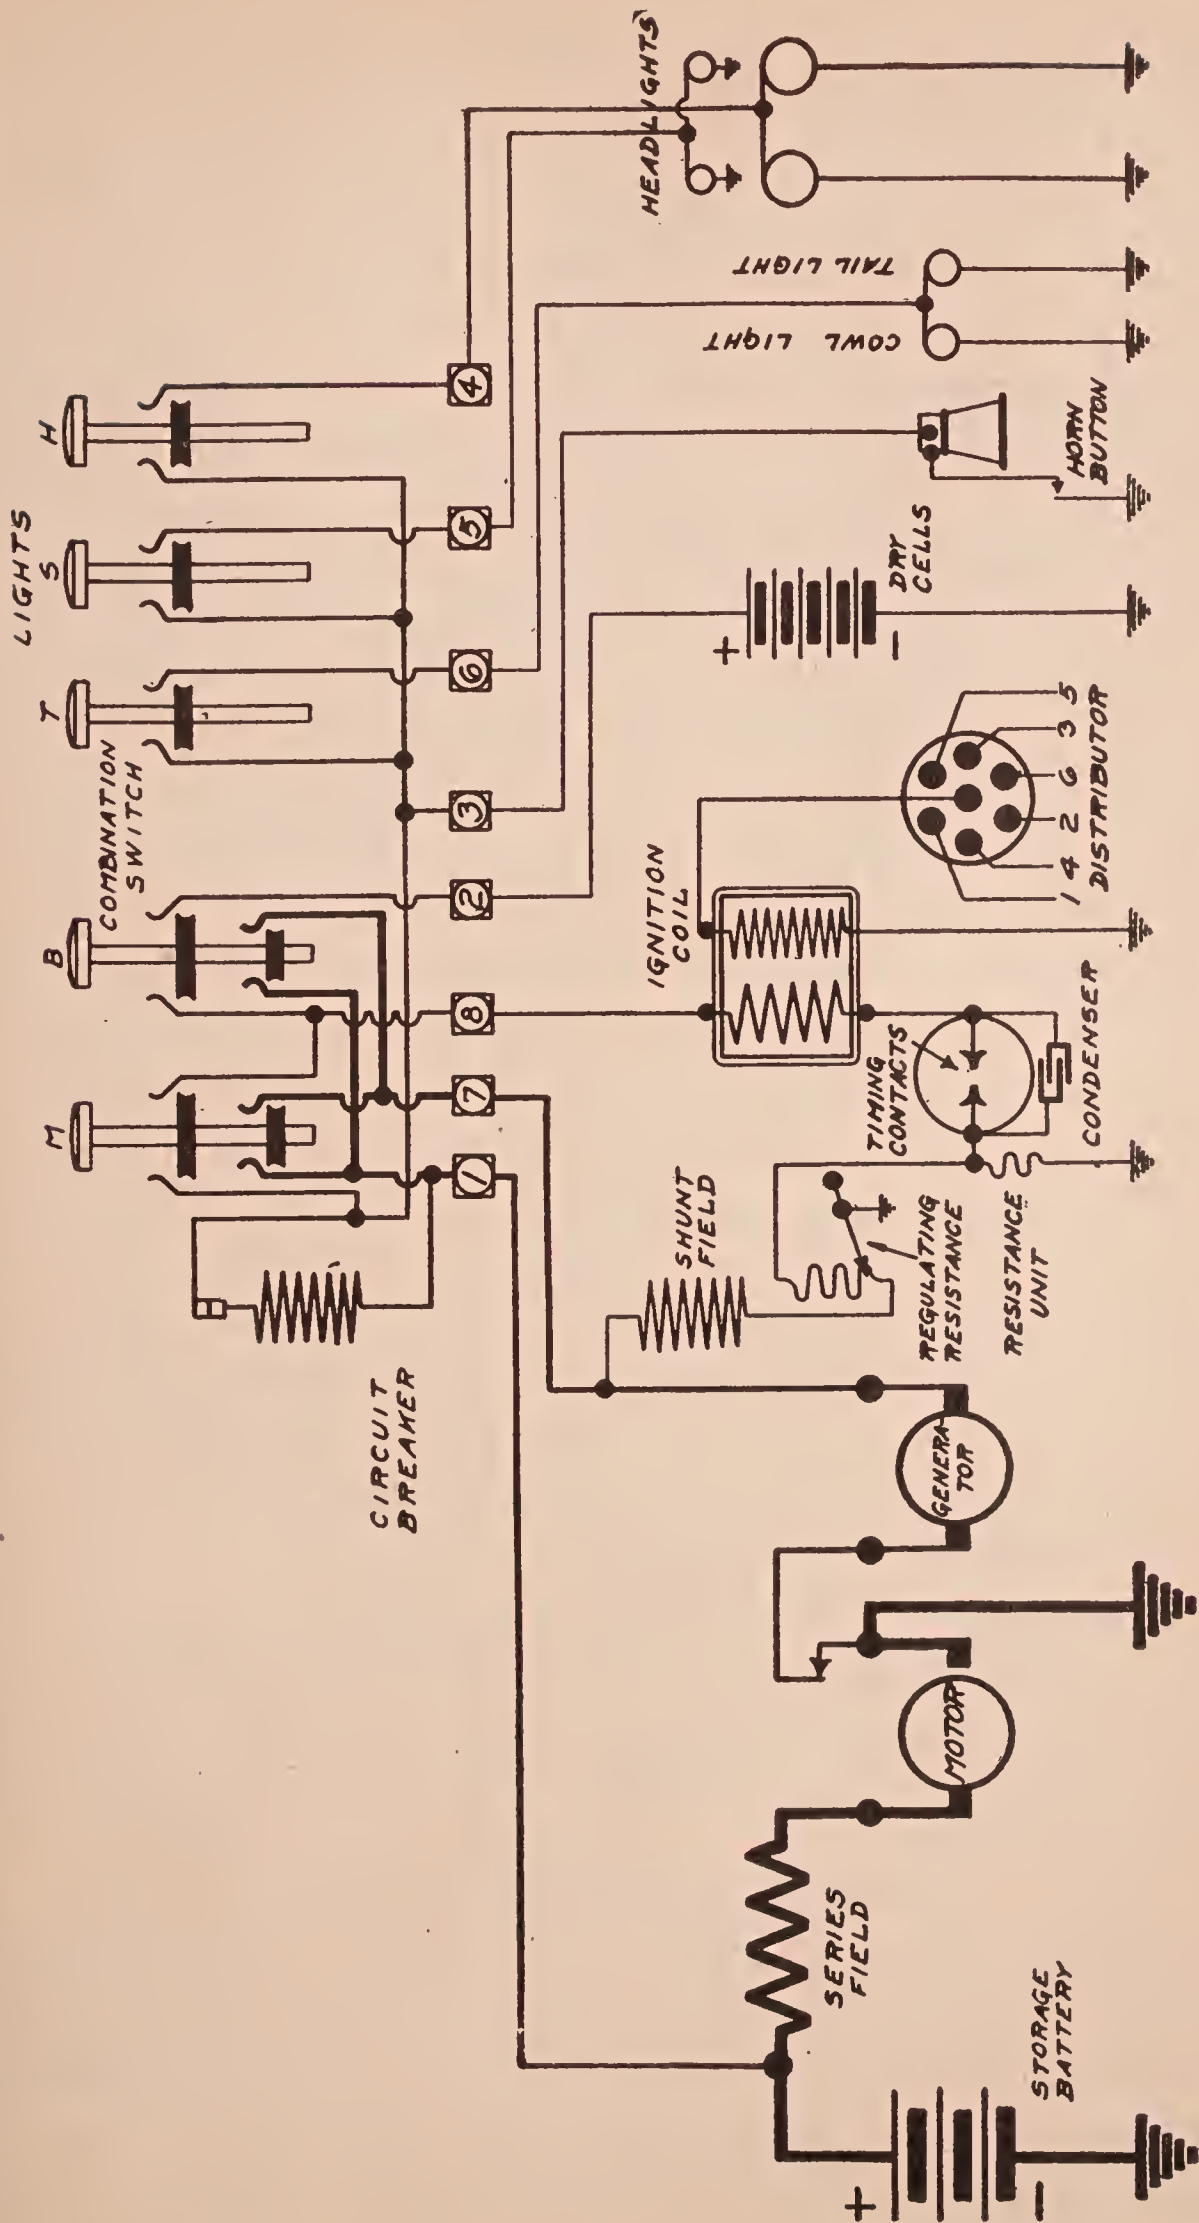 LIGHTS
M
B
T
S
H
COMBINATION
SWITCH
CIRCUIT
BREAKER
1
7
8
2
3
6
5
4
HEADLIGHTS
TAIL LIGHT
COWL LIGHT
HORN
BUTTON
DRY
CELLS
+
-
IGNITION
COIL
1 4 2 6 3 5
DISTRIBUTOR
TIMING
CONTACTS
CONDENSER
SHUNT
FIELD
REGULATING
RESISTANCE
RESISTANCE
UNIT
GENERA
TOR
MOTOR
SERIES
FIELD
STORAGE
BATTERY
+
-